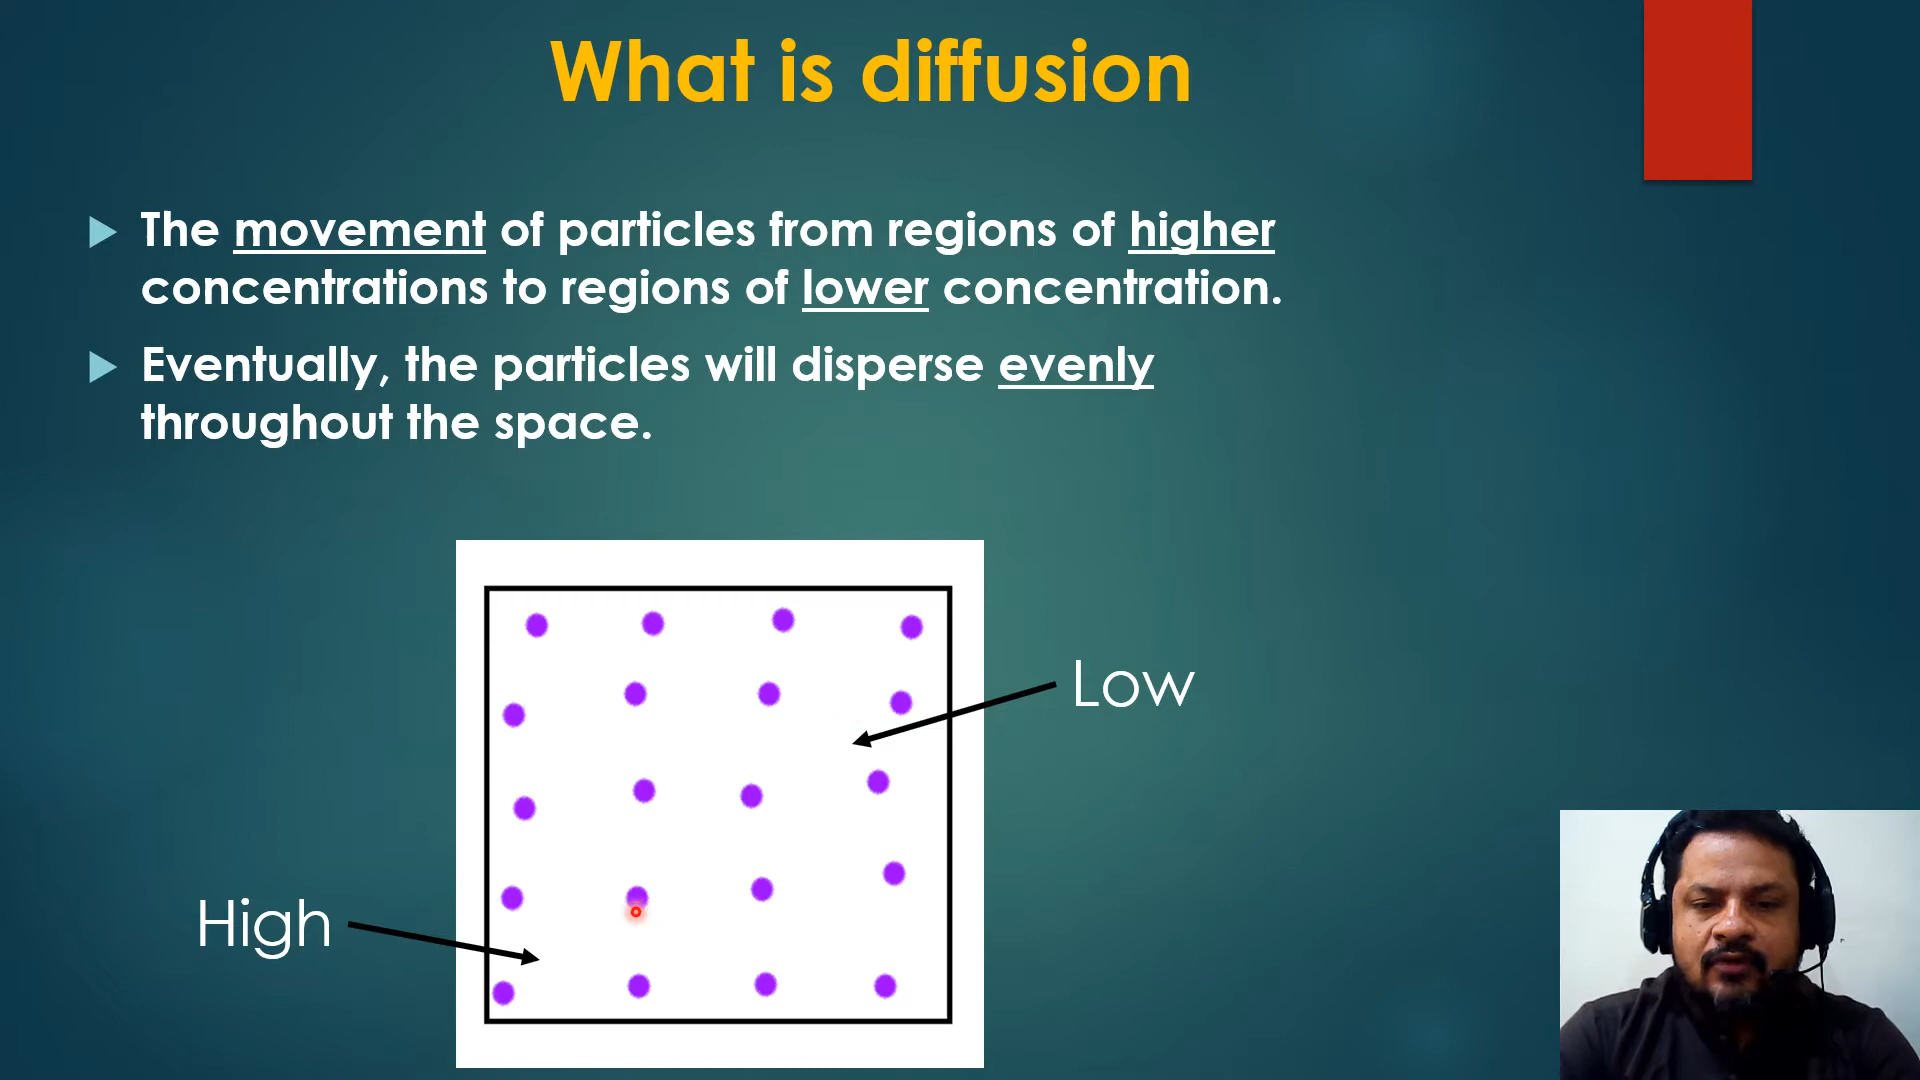 What is diffusion
The movement of particles from regions of higher
concentrations to regions of lower concentration.
Eventually, the particles will disperse evenly
throughout the space.
Low
High